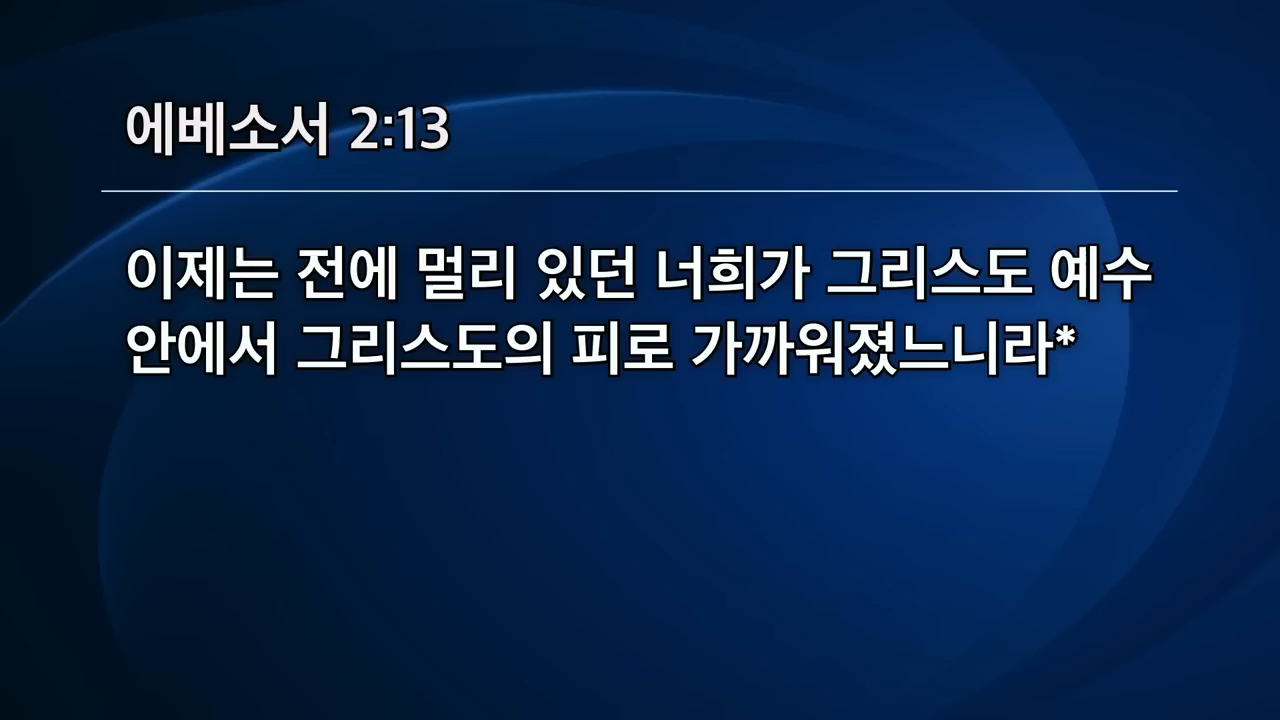 에베소서 2:13
이제는 전에 멀리 있던 너희가 그리스도 예수
안에서 그리스도의 피로 가까워졌느니라*